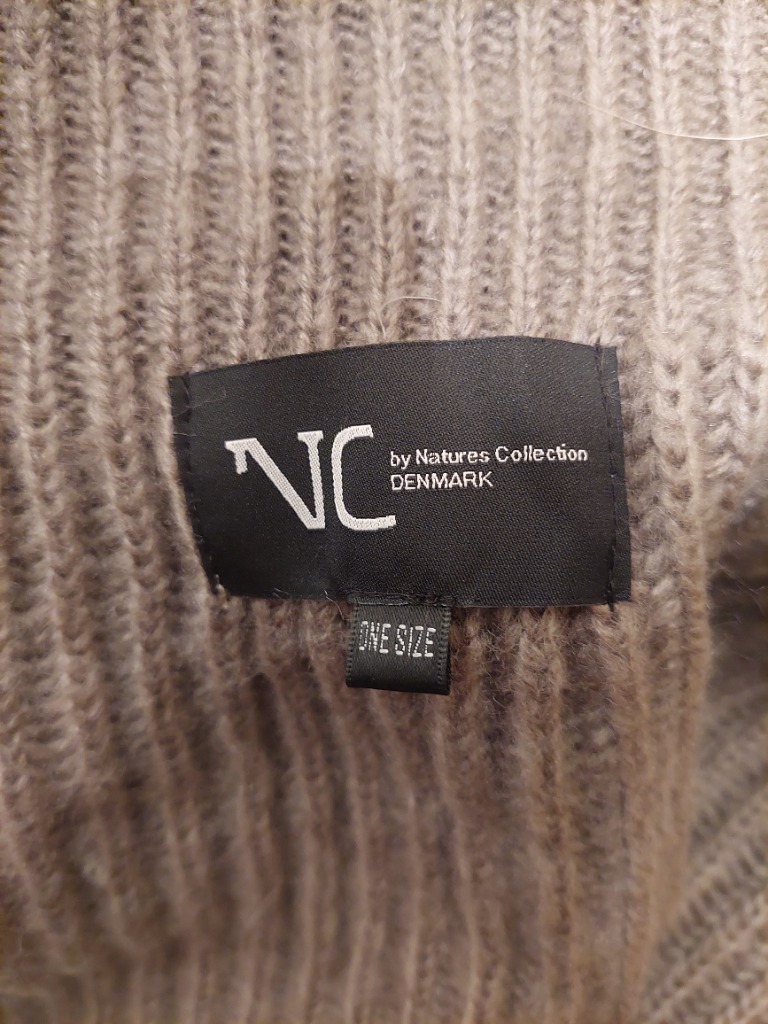 NC
by Natures Collection
DENMARK
ONE SIZE